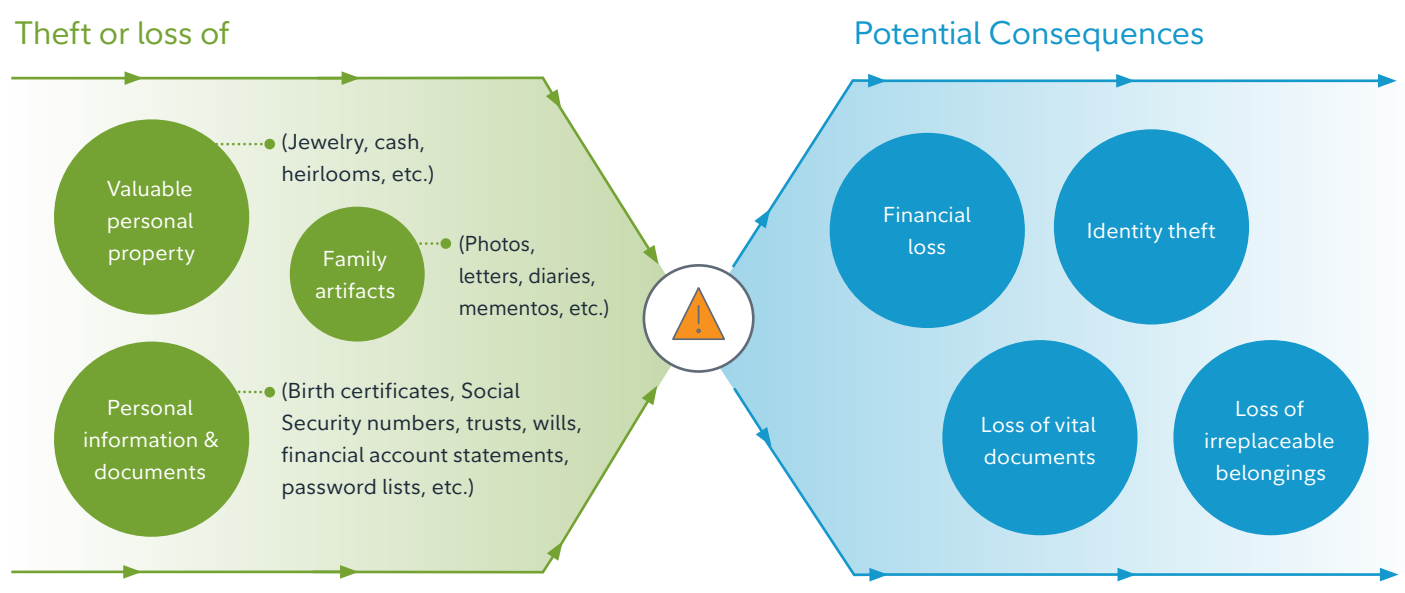 Theft or loss of
Valuable
personal
property
(Jewelry, cash,
heirlooms, etc.)
Family
artifacts
(Photos,
letters, diaries,
mementos, etc.)
Personal
information &
documents
(Birth certificates, Social
Security numbers, trusts, wills,
financial account statements,
password lists, etc.)
Potential Consequences
Financial
loss
Identity theft
Loss of vital
documents
Loss of
irreplaceable
belongings